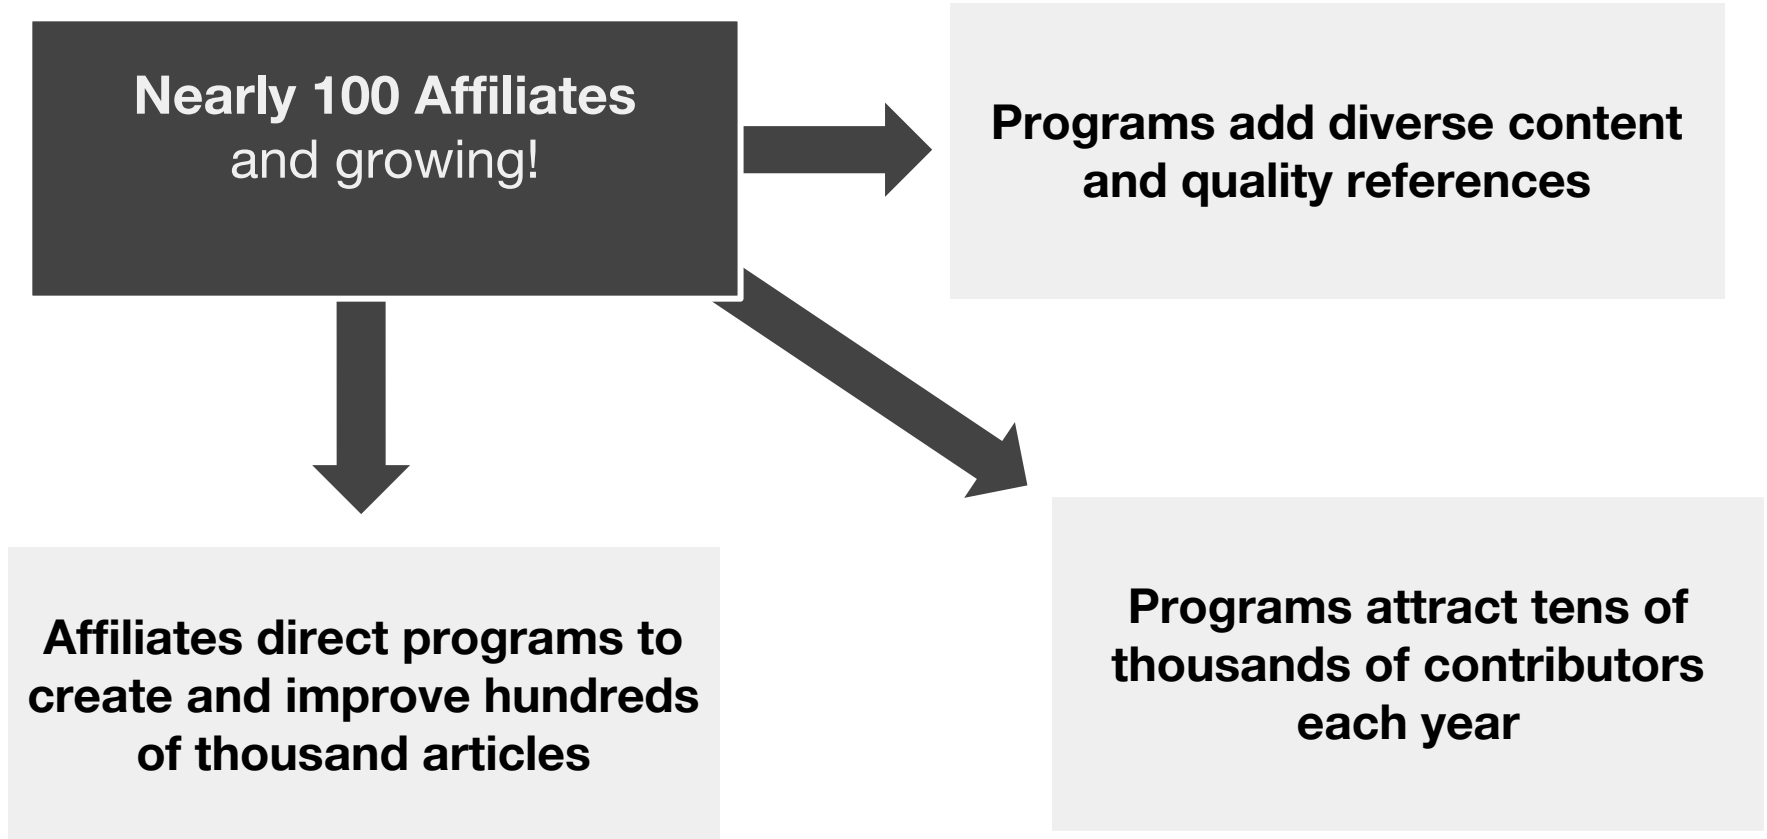 Nearly 100 Affiliates
and growing!
Programs add diverse content
and quality references
Affiliates direct programs to
create and improve hundreds
of thousand articles
Programs attract tens of
thousands of contributors
each year